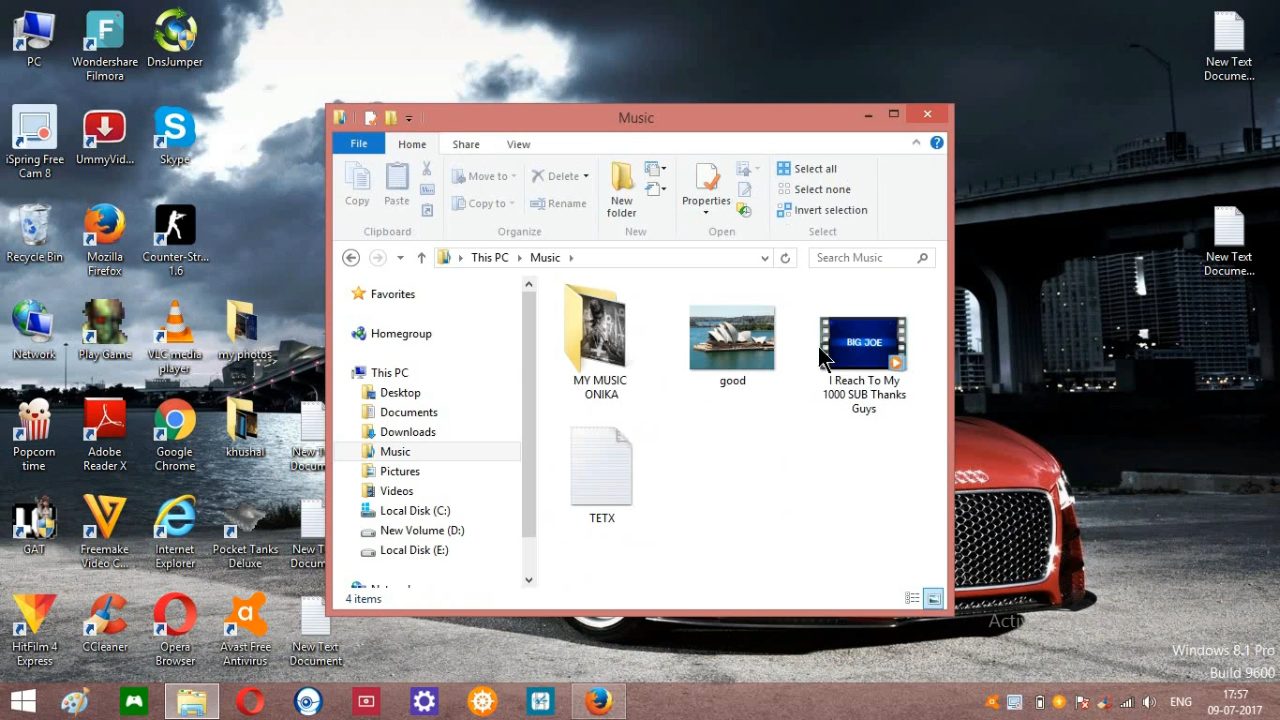 PC
Wondershare
Filmora
DnsJumper
iSpring Free
Cam 8
UmmyVid...
Skype
Recycle Bin
Mozilla
Firefox
Counter-Str...
1.6
Network
Play Game
VLC media
player
my photos
Popcorn
time
Adobe
Reader X
Google
Chrome
khushal
GAT
Freemake
Video C...
Internet
Explorer
Pocket Tanks
Deluxe
HitFilm 4
Express
CCleaner
Opera
Browser
Avast Free
Antivirus
New Text
Document
New Text
Docume...
New Text
Docume...
Music
File
Home
Share
View
Copy
Paste
Clipboard
Move to
Copy to
Delete
Rename
Organize
New
folder
New
Properties
Open
Select all
Select none
Invert selection
Select
This PC
Music
Search Music
Favorites
Homegroup
This PC
Desktop
Documents
Downloads
Music
Pictures
Videos
Local Disk (C:)
New Volume (D:)
Local Disk (E:)
MY MUSIC
ONIKA
good
BIG JOE
I Reach To My
1000 SUB Thanks
Guys
TETX
4 items
Windows 8.1 Pro
Build 9600
ENG
17:57
09-07-2017